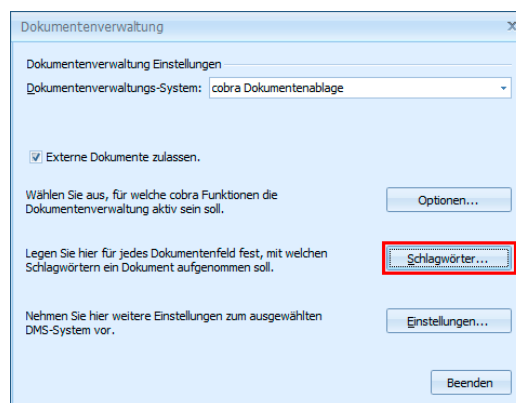 Dokumentenverwaltung
Dokumentenverwaltung Einstellungen
Dokumentenverwaltungs-System: cobra Dokumentenablage
Externe Dokumente zulassen.
Wählen Sie aus, für welche cobra Funktionen die
Dokumentenverwaltung aktiv sein soll.
Optionen...
Legen Sie hier für jedes Dokumentenfeld fest, mit welchen
Schlagwörtern ein Dokument aufgenommen soll.
Schlagwörter...
Nehmen Sie hier weitere Einstellungen zum ausgewählten
DMS-System vor.
Einstellungen...
Beenden